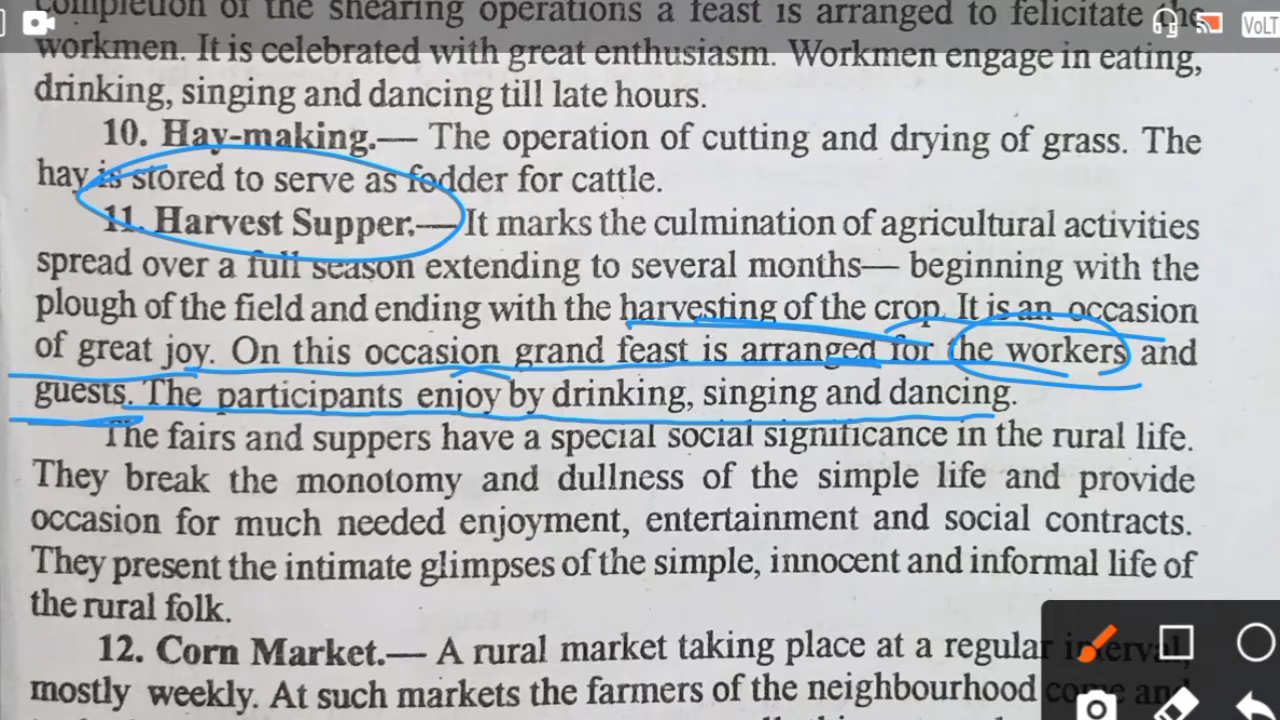 completion of the shearing operations a feast is arranged to felicitate the
VoLT
workmen. It is celebrated with great enthusiasm. Workmen engage in eating,
drinking, singing and dancing till late hours.
10. Hay-making.— The operation of cutting and drying of grass. The
hay is stored to serve as fodder for cattle.
11. Harvest Supper.— It marks the culmination of agricultural activities
spread over a full season extending to several months— beginning with the
plough of the field and ending with the harvesting of the crop. It is an occasion
of great joy. On this occasion grand feast is arranged for the workers and
guests. The participants enjoy by drinking, singing and dancing.
The fairs and suppers have a special social significance in the rural life.
They break the monotomy and dullness of the simple life and provide
occasion for much needed enjoyment, entertainment and social contracts.
They present the intimate glimpses of the simple, innocent and informal life of
the rural folk.
12. Corn Market.— A rural market taking place at a regular interval,
mostly weekly. At such markets the farmers of the neighbourhood come and